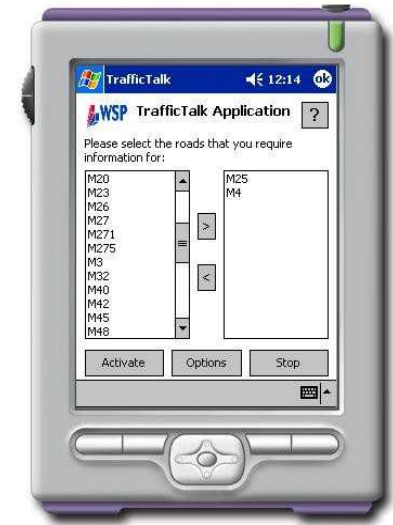 TrafficTalk 12:14 ok
WSP TrafficTalk Application ?
Please select the roads that you require
information for:
M20
M23
M26
M27
M271
M275
M3
M32
M40
M42
M45
M48
>
<
M25
M4
Activate Options Stop